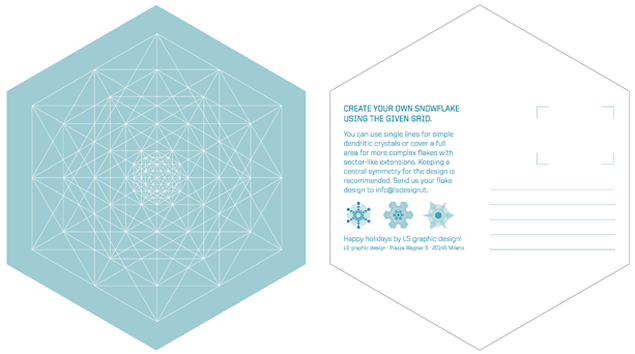 CREATE YOUR OWN SNOWFLAKE
USING THE GIVEN GRID.
You can use single lines for simple
dendritic crystals or cover a full
area for more complex flakes with
sector-like extensions. Keeping a
central symmetry for the design is
recommended. Send us your flake
design to info@lsdesign.it.
Happy holidays by LS graphic design!
LS graphic design · Piazza Wagner 8 · 20145 Milano